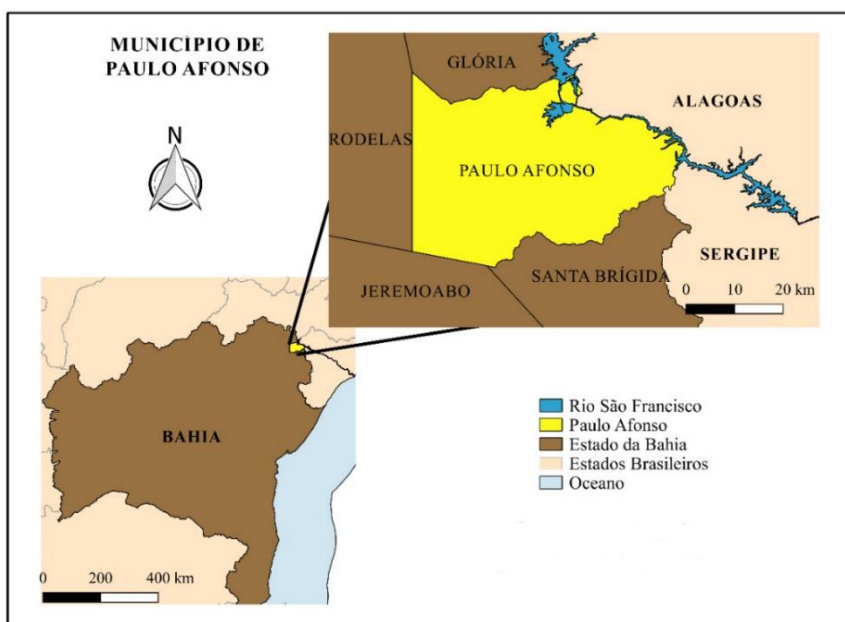 MUNICÍPIO DE
PAULO AFONSO
N
GLÓRIA
ALAGOAS
RODELAS
PAULO AFONSO
SERGIPE
SANTA BRÍGIDA
JEREMOABO
0 10 20 km
BAHIA
0 200 400 km
Rio São Francisco
Paulo Afonso
Estado da Bahia
Estados Brasileiros
Oceano